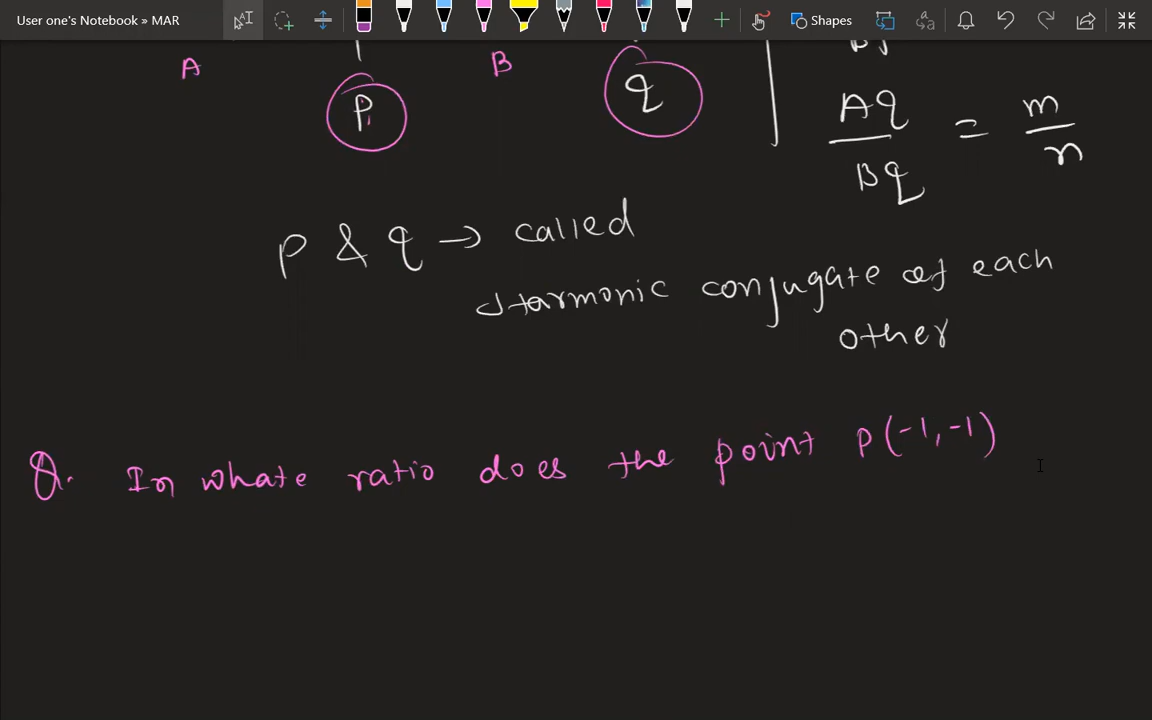 User one's Notebook » MAR
Shapes
A
B
P
q
Aq
Bq
=
m
n
P & q → called
Harmonic conjugate of each
other
Q. In whate ratio does the point P(-1, -1)